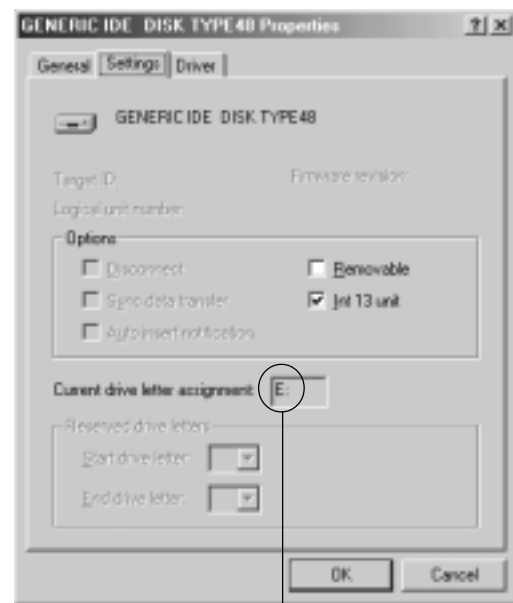 GENERIC IDE DISK TYPE48 Properties
General Settings Driver
GENERIC IDE DISK TYPE48
Target ID: Firmware revision:
Logical unit number:
Options
Disconnect Removable
Sync data transfer Int 13 unit
Auto insert notification
Current drive letter assignment: E:
Reserved drive letters
Start drive letter:
End drive letter:
OK Cancel